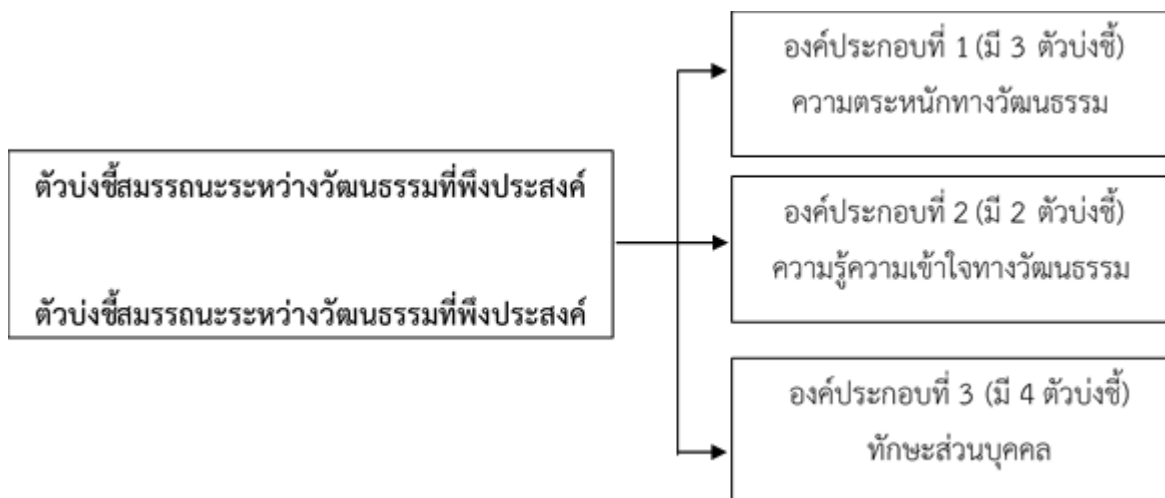 ตัวบ่งชี้สมรรถนะระหว่างวัฒนธรรมที่พึงประสงค์
ตัวบ่งชี้สมรรถนะระหว่างวัฒนธรรมที่พึงประสงค์
องค์ประกอบที่ 1 (มี 3 ตัวบ่งชี้)
ความตระหนักทางวัฒนธรรม
องค์ประกอบที่ 2 (มี 2 ตัวบ่งชี้)
ความรู้ความเข้าใจทางวัฒนธรรม
องค์ประกอบที่ 3 (มี 4 ตัวบ่งชี้)
ทักษะส่วนบุคคล